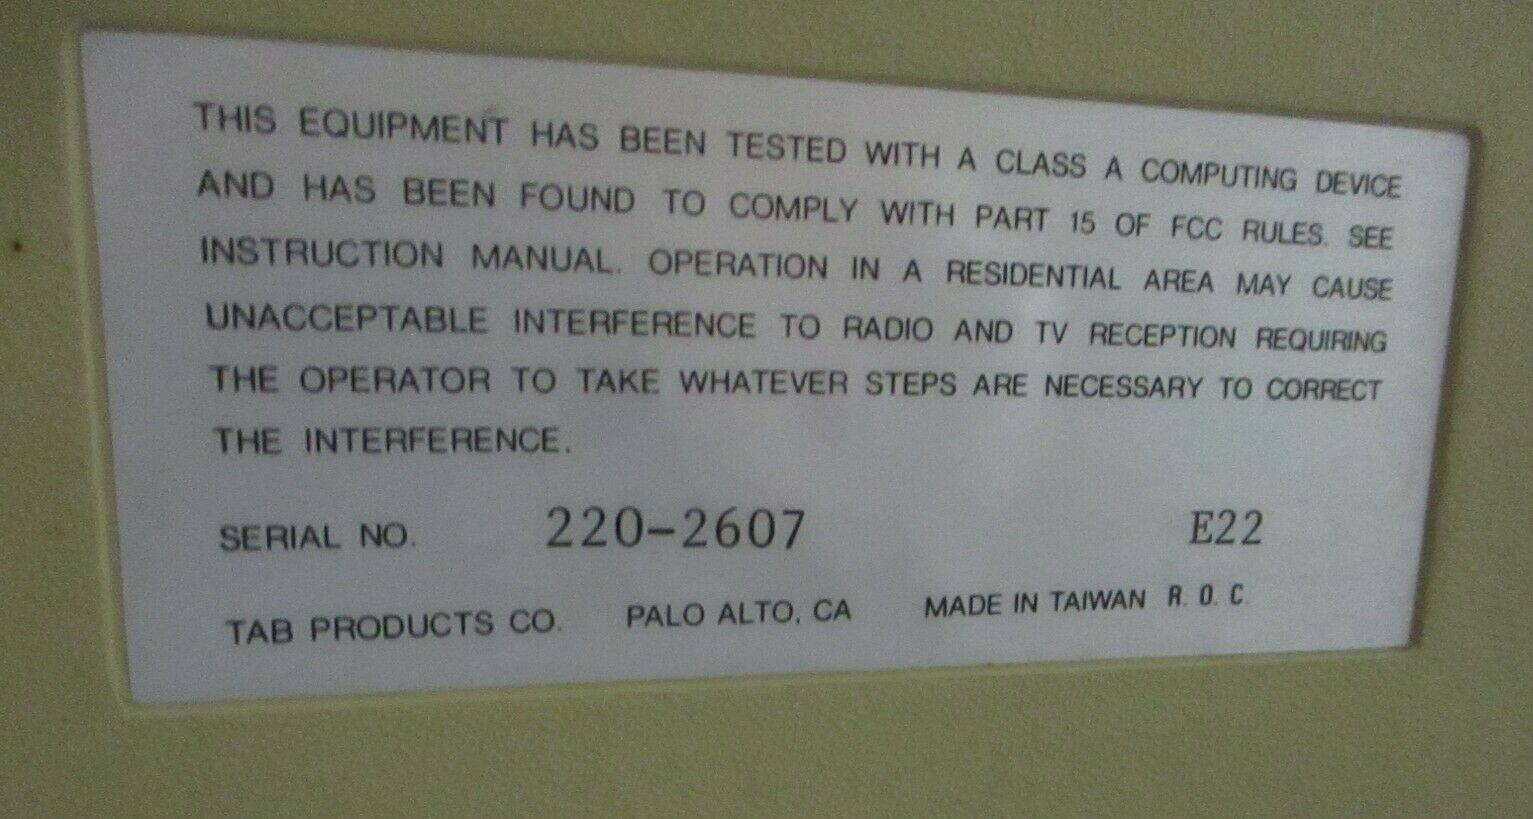 THIS EQUIPMENT HAS BEEN TESTED WITH A CLASS A COMPUTING DEVICE
AND HAS BEEN FOUND TO COMPLY WITH PART 15 OF FCC RULES. SEE
INSTRUCTION MANUAL. OPERATION IN A RESIDENTIAL AREA MAY CAUSE
UNACCEPTABLE INTERFERENCE TO RADIO AND TV RECEPTION REQUIRING
THE OPERATOR TO TAKE WHATEVER STEPS ARE NECESSARY TO CORRECT
THE INTERFERENCE.
SERIAL NO. 220-2607 E22
TAB PRODUCTS CO. PALO ALTO, CA MADE IN TAIWAN R. O. C.